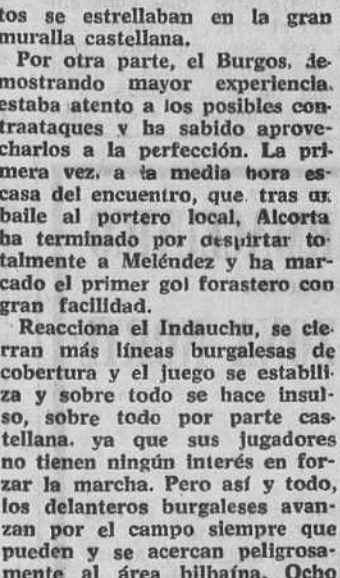 tos se estrellaban en la gran
muralla castellana.
Por otra parte, el Burgos, de-
mostrando mayor experiencia,
estaba atento a los posibles con-
traataques y ha sabido aprove-
charlos a la perfección. La pri-
mera vez, a la media hora es-
casa del encuentro, que tras un
baile al portero local, Alcorta
ha terminado por despirtar to-
talmente a Meléndez y ha mar-
cado el primer gol forastero con
gran facilidad.
Reacciona el Indauchu, se cie-
rran más líneas burgalesas de
cobertura y el juego se estabili-
za y sobre todo se hace insul-
so, sobre todo por parte cas-
tellana. ya que sus jugadores
no tienen ningún interés en for-
zar la marcha. Pero así y todo,
los delanteros burgaleses avan-
zan por el campo siempre que
pueden y se acercan peligrosa-
mente al área bilbaína. Ocho